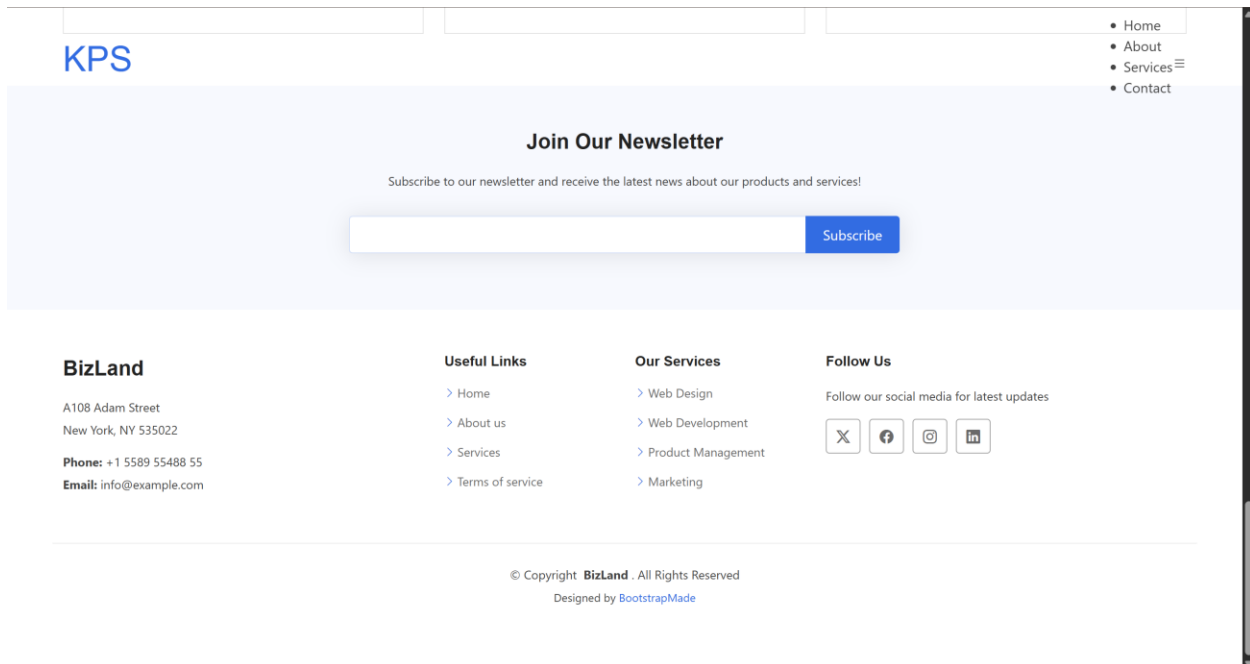 KPS
Home
About
Services
Contact
Join Our Newsletter
Subscribe to our newsletter and receive the latest news about our products and services!
Subscribe
BizLand
A108 Adam Street
New York, NY 535022
Phone: +1 5589 55488 55
Email: info@example.com
Useful Links
Home
About us
Services
Terms of service
Our Services
Web Design
Web Development
Product Management
Marketing
Follow Us
Follow our social media for latest updates
© Copyright BizLand . All Rights Reserved
Designed by BootstrapMade